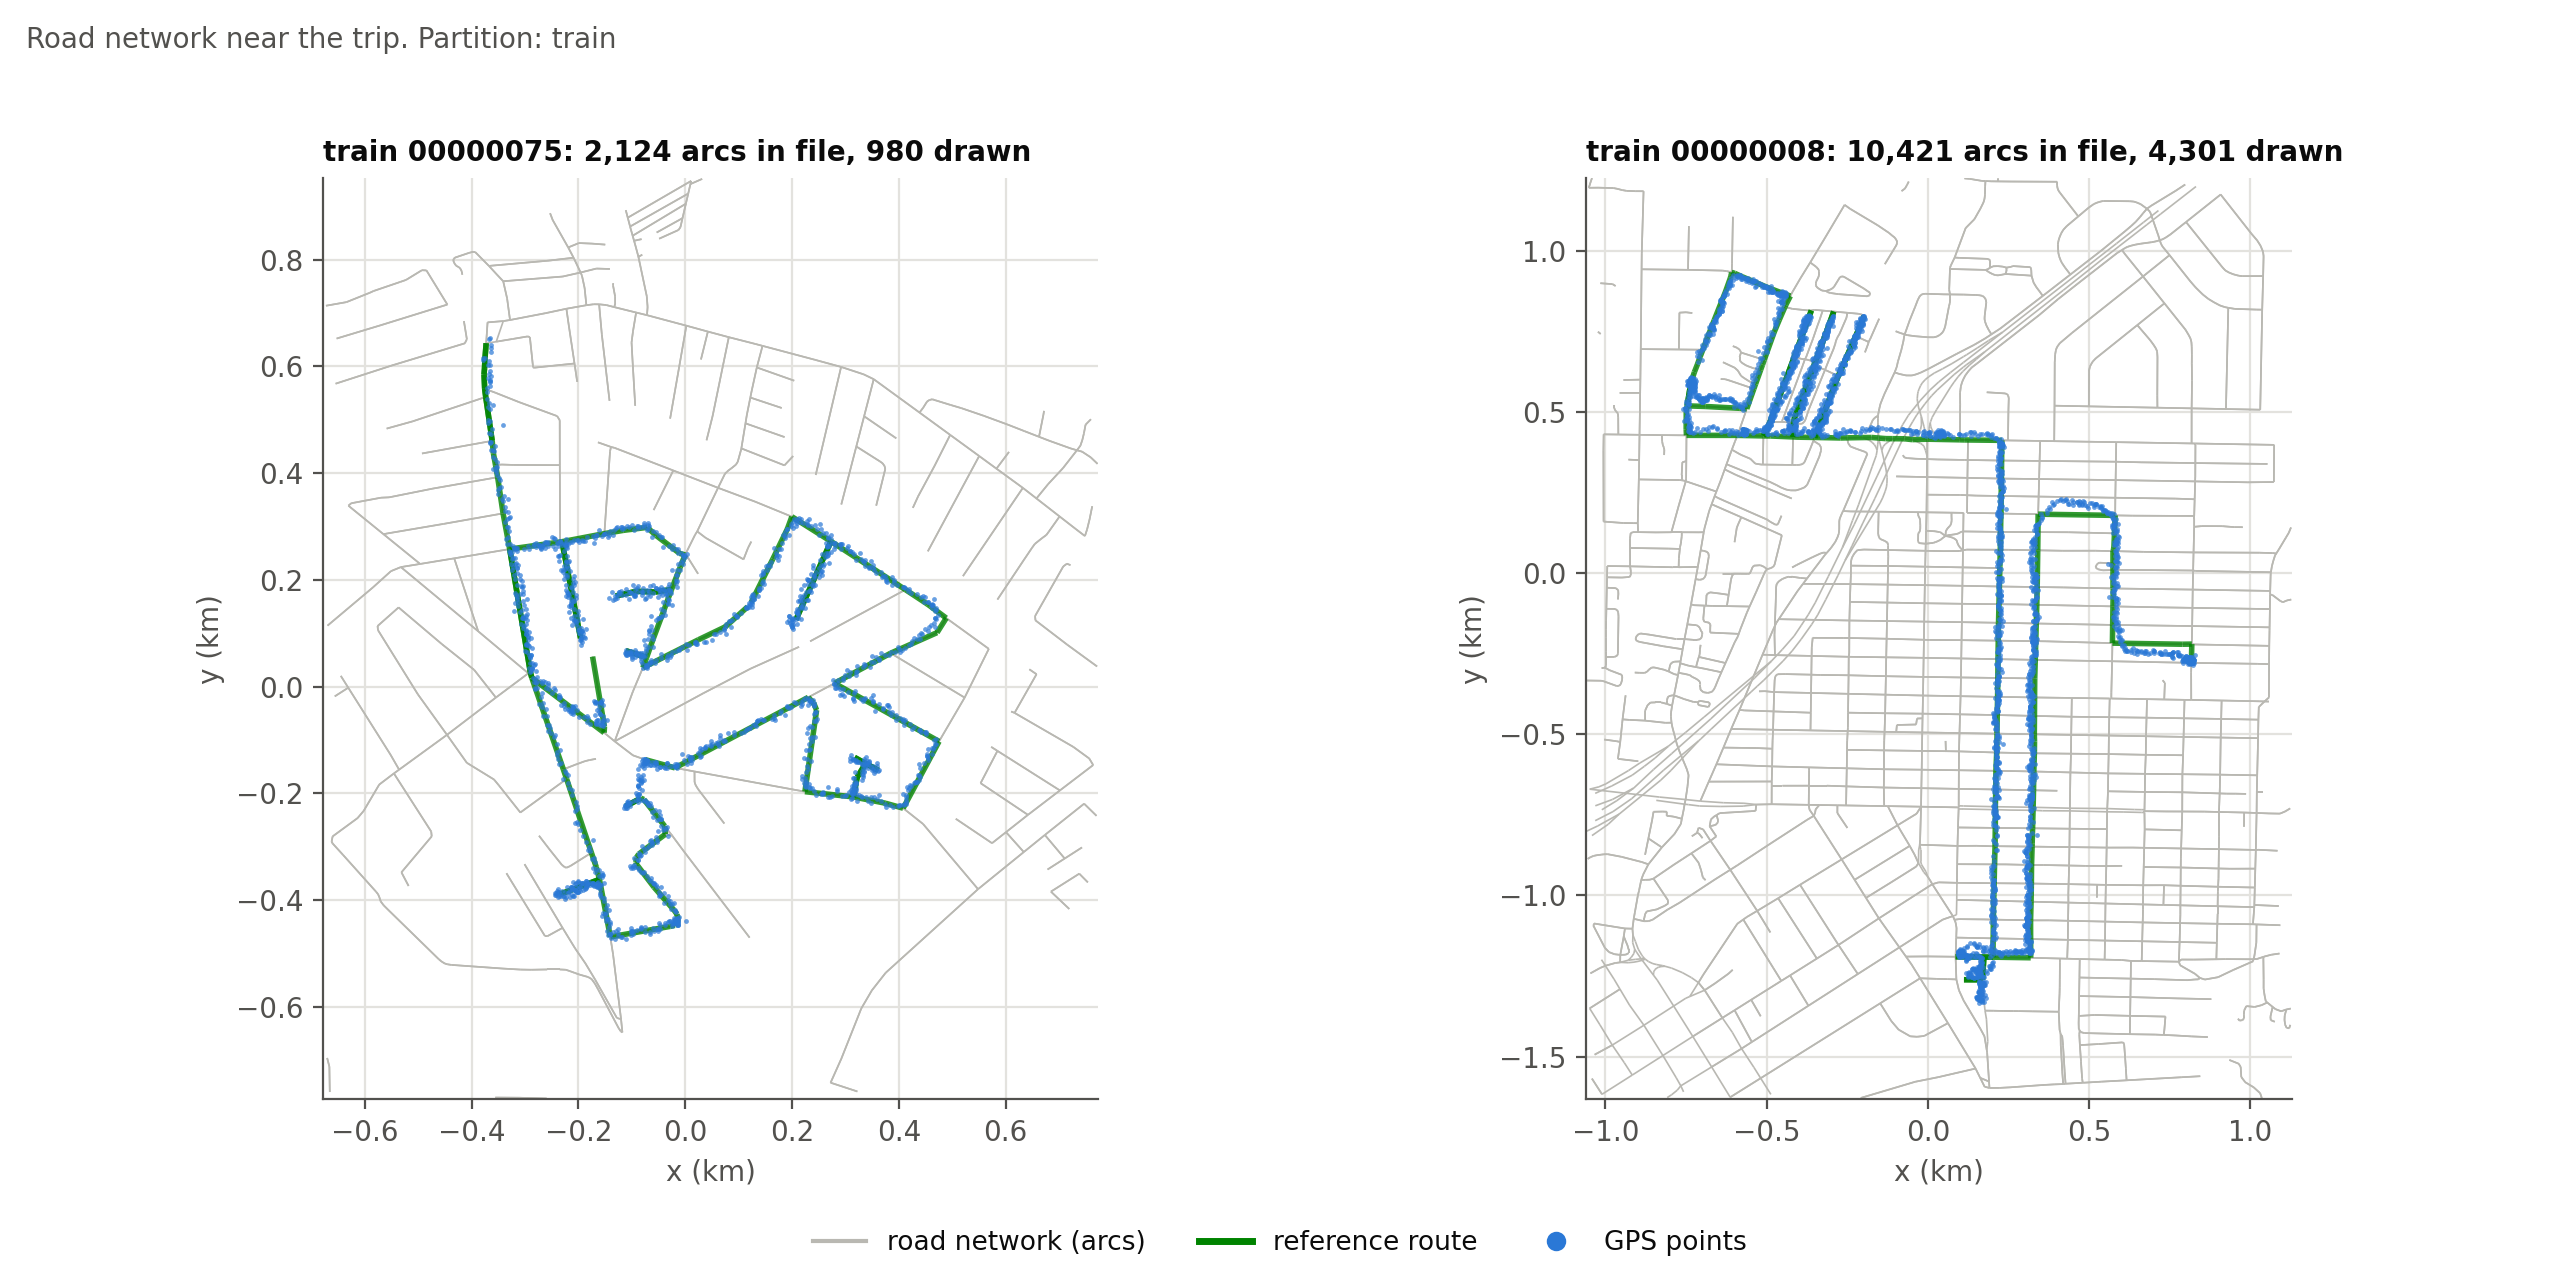 Road network near the trip. Partition: train
train 00000075: 2,124 arcs in file, 980 drawn
train 00000008: 10,421 arcs in file, 4,301 drawn
y (km)
0.8
0.6
0.4
0.2
0.0
−0.2
−0.4
−0.6
−0.6 −0.4 −0.2 0.0 0.2 0.4 0.6
x (km)
y (km)
1.0
0.5
0.0
−0.5
−1.0
−1.5
−1.0 −0.5 0.0 0.5 1.0
x (km)
road network (arcs) reference route GPS points